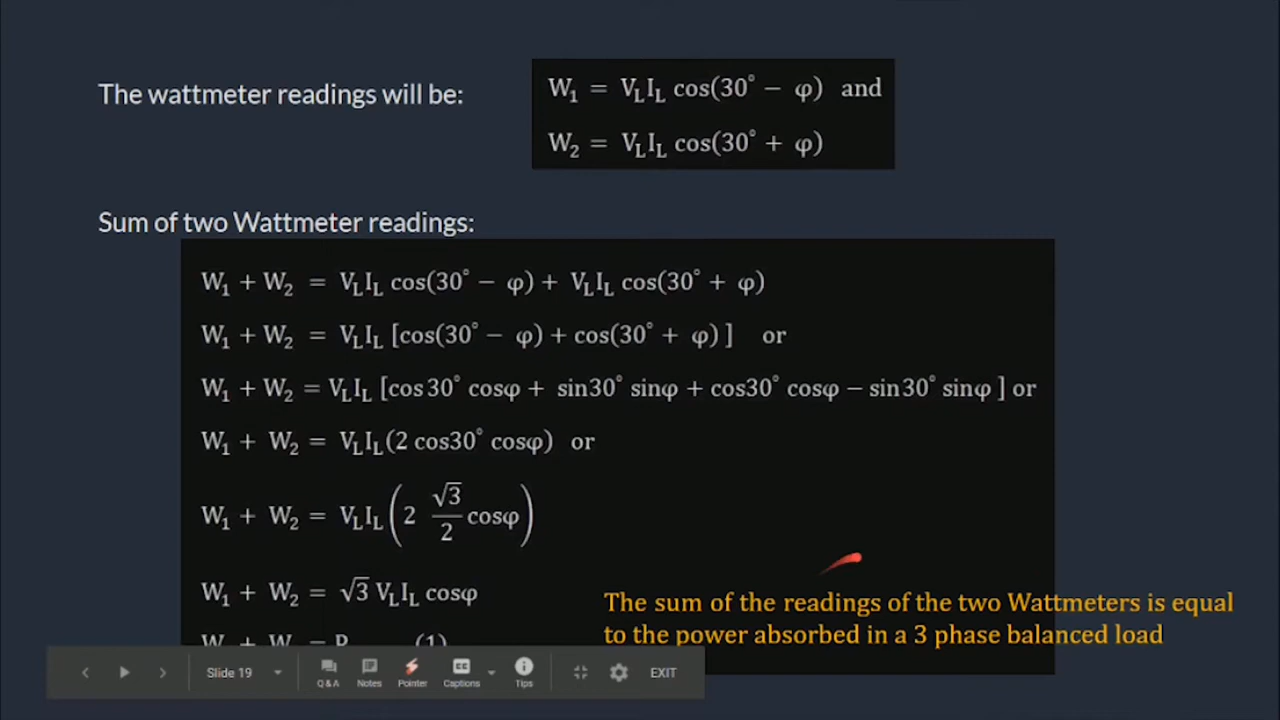 The wattmeter readings will be:
W₁ = V_L I_L cos(30° − φ) and
W₂ = V_L I_L cos(30° + φ)
Sum of two Wattmeter readings:
W₁ + W₂ = V_L I_L cos(30° − φ) + V_L I_L cos(30° + φ)
W₁ + W₂ = V_L I_L [cos(30° − φ) + cos(30° + φ) ] or
W₁ + W₂ = V_L I_L [cos 30° cosφ + sin30° sinφ + cos30° cosφ − sin30° sinφ ] or
W₁ + W₂ = V_L I_L (2 cos30° cosφ) or
W₁ + W₂ = V_L I_L (2 √3/2 cosφ)
W₁ + W₂ = √3 V_L I_L cosφ
The sum of the readings of the two Wattmeters is equal
to the power absorbed in a 3 phase balanced load
W + W = P (1)
Slide 19
Q&A
Notes
Pointer
CC
Captions
Tips
EXIT